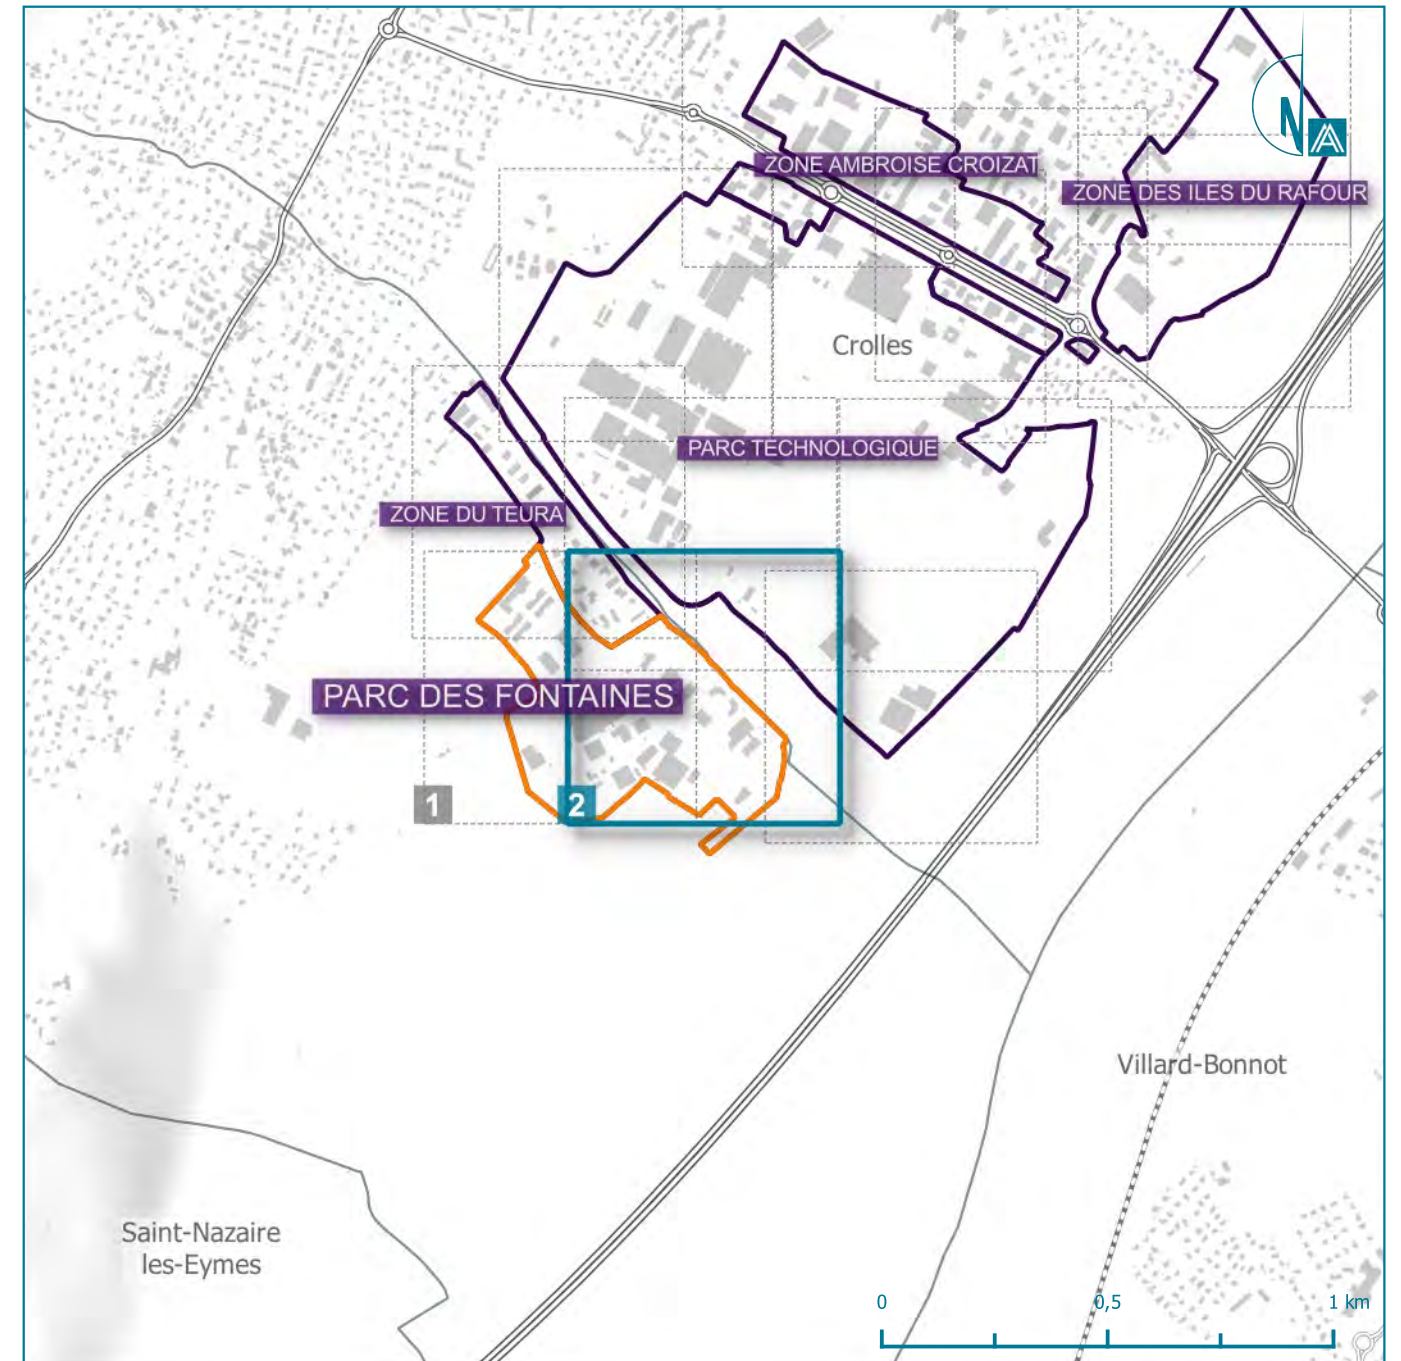 N
ZONE AMBROISE CROIZAT
ZONE DES ILES DU RAFOUR
Crolles
PARC TECHNOLOGIQUE
ZONE DU TEURA
PARC DES FONTAINES
1
2
Villard-Bonnot
Saint-Nazaire
les-Eymes
0 0,5 1 km